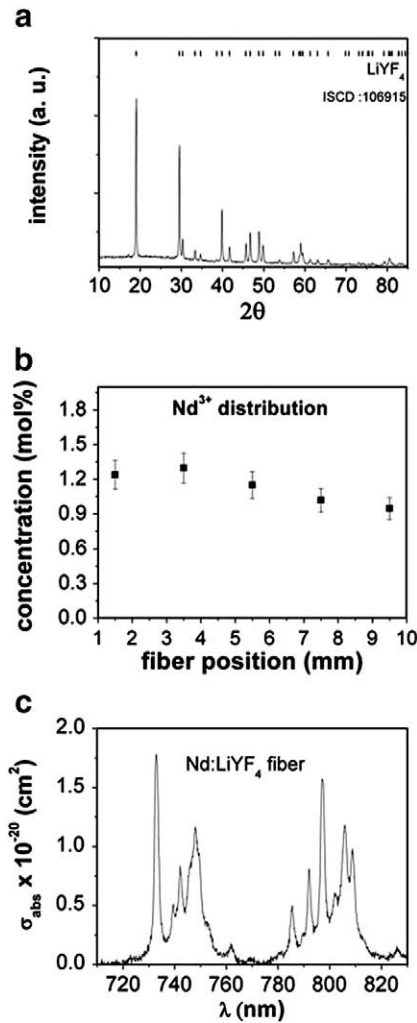 a
LiYF4
ISCD :106915
intensity (a. u.)
10 20 30 40 50 60 70 80
2θ
b
Nd3+ distribution
concentration (mol%)
1.8
1.5
1.2
0.9
0.6
0.3
0.0
1 2 3 4 5 6 7 8 9 10
fiber position (mm)
c
Nd:LiYF4 fiber
σabs x 10-20 (cm2)
2.0
1.5
1.0
0.5
0.0
720 740 760 780 800 820
λ (nm)